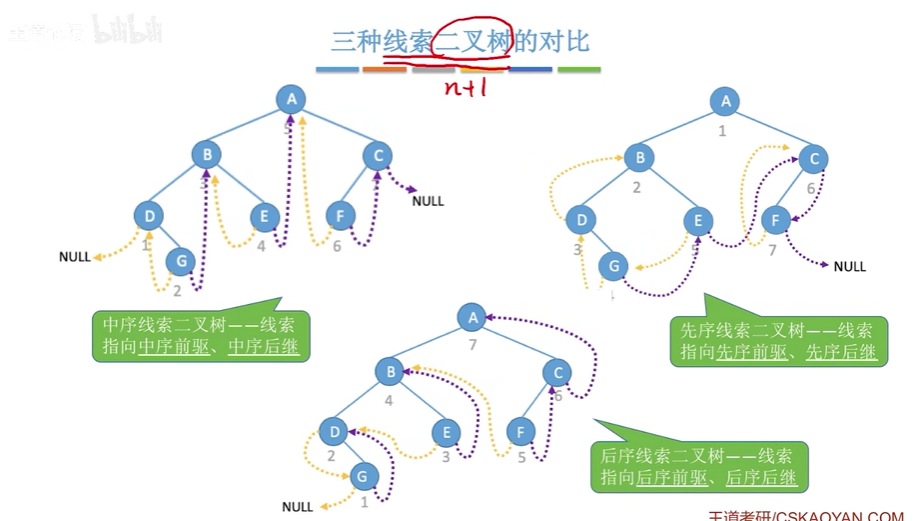 bilibili
三种线索二叉树的对比
n+1
A
5
B
3
C
7
D
1
E
4
F
6
G
2
NULL
NULL
中序线索二叉树——线索
指向中序前驱、中序后继
A
1
B
2
C
6
D
3
E
5
F
7
G
NULL
先序线索二叉树——线索
指向先序前驱、先序后继
A
7
B
4
C
6
D
2
E
3
F
5
G
1
NULL
后序线索二叉树——线索
指向后序前驱、后序后继
王道考研/CSKAOYAN.COM